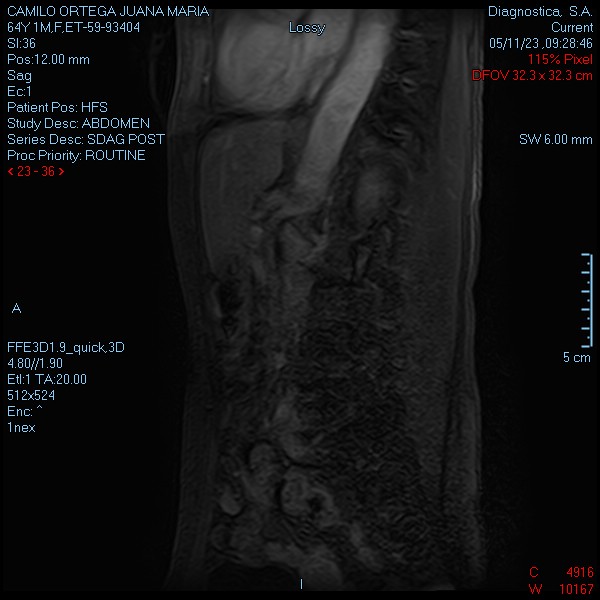 CAMILO ORTEGA JUANA MARIA
64Y 1M,F,ET-59-93404
Sl:36
Pos:12.00 mm
Sag
Ec:1
Patient Pos: HFS
Study Desc: ABDOMEN
Series Desc: SDAG POST
Proc Priority: ROUTINE
< 23 - 36 >
Lossy
Diagnostica, S.A.
Current
05/11/23 ,09:28:46
115% Pixel
DFOV 32.3 x 32.3 cm
SW 6.00 mm
A
5 cm
FFE3D1.9_quick,3D
4.80//1.90
Etl:1 TA:20.00
512x524
Enc: ^
1nex
I
C 4916
W 10167